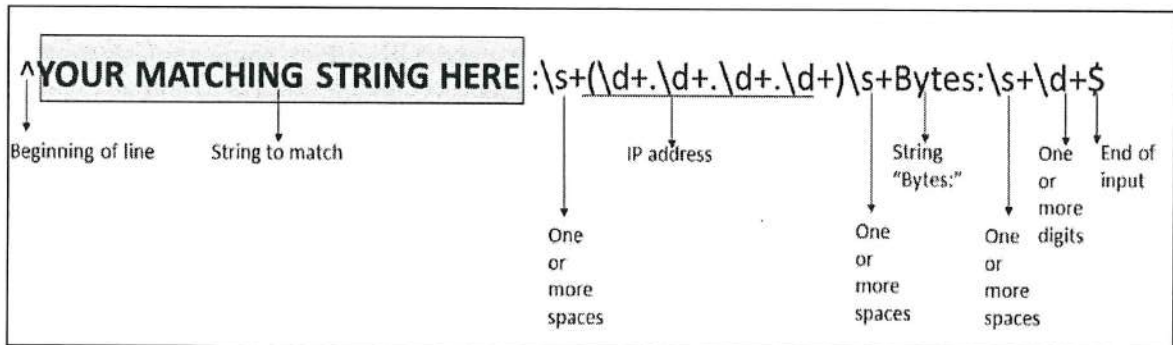 ^YOUR MATCHING STRING HERE :\s+(\d+.\d+.\d+.\d+)\s+Bytes:\s+\d+$
Beginning of line
String to match
IP address
String
"Bytes:"
One
or
more
digits
End of
input
One
or
more
spaces
One
or
more
spaces
One
or
more
spaces